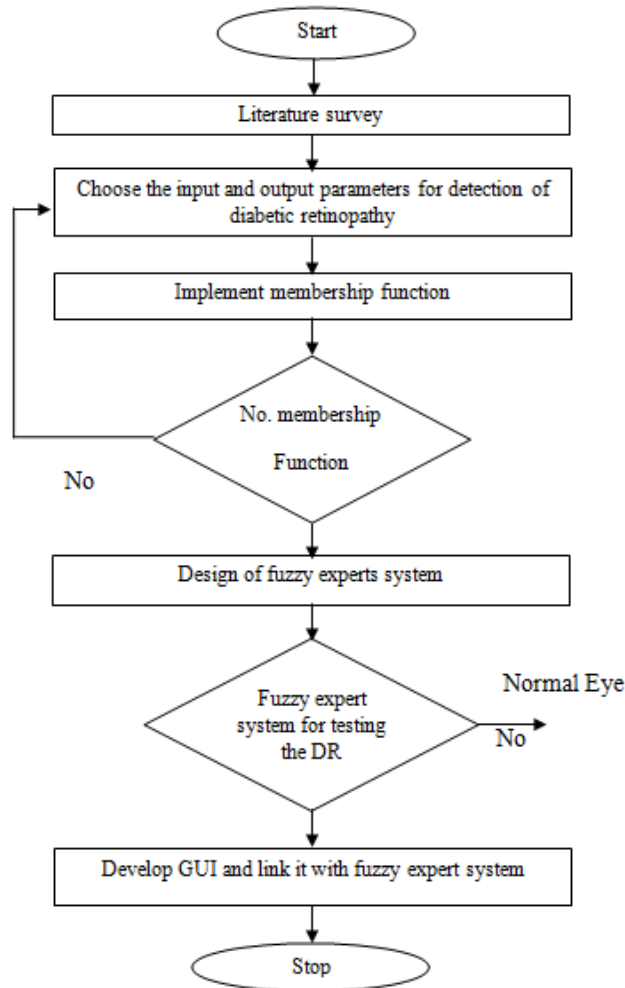 Start
Literature survey
Choose the input and output parameters for detection of
diabetic retinopathy
Implement membership function
No. membership
Function
No
Design of fuzzy experts system
Fuzzy expert
system for testing
the DR
Normal Eye
No
Develop GUI and link it with fuzzy expert system
Stop